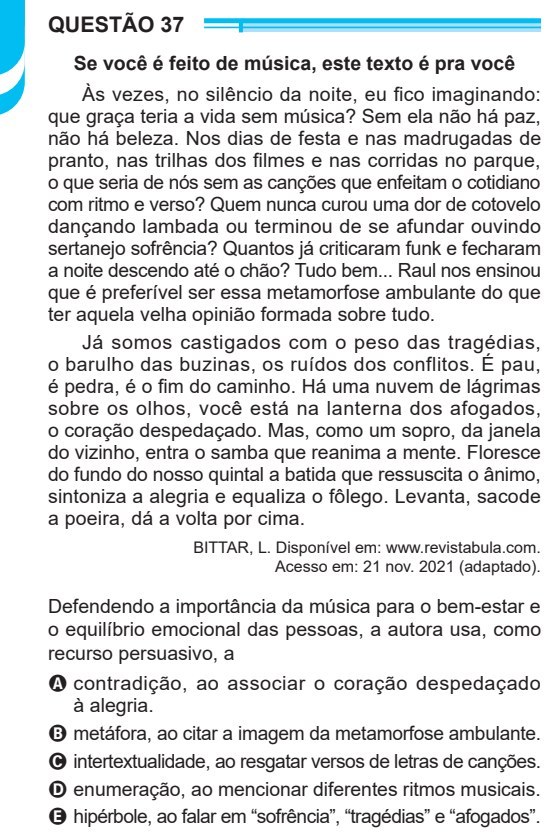 QUESTÃO 37
Se você é feito de música, este texto é pra você
Às vezes, no silêncio da noite, eu fico imaginando:
que graça teria a vida sem música? Sem ela não há paz,
não há beleza. Nos dias de festa e nas madrugadas de
pranto, nas trilhas dos filmes e nas corridas no parque,
o que seria de nós sem as canções que enfeitam o cotidiano
com ritmo e verso? Quem nunca curou uma dor de cotovelo
dançando lambada ou terminou de se afundar ouvindo
sertanejo sofrência? Quantos já criticaram funk e fecharam
a noite descendo até o chão? Tudo bem... Raul nos ensinou
que é preferível ser essa metamorfose ambulante do que
ter aquela velha opinião formada sobre tudo.
Já somos castigados com o peso das tragédias,
o barulho das buzinas, os ruídos dos conflitos. É pau,
é pedra, é o fim do caminho. Há uma nuvem de lágrimas
sobre os olhos, você está na lanterna dos afogados,
o coração despedaçado. Mas, como um sopro, da janela
do vizinho, entra o samba que reanima a mente. Floresce
do fundo do nosso quintal a batida que ressuscita o ânimo,
sintoniza a alegria e equaliza o fôlego. Levanta, sacode
a poeira, dá a volta por cima.
BITTAR, L. Disponível em: www.revistabula.com.
Acesso em: 21 nov. 2021 (adaptado).
Defendendo a importância da música para o bem-estar e
o equilíbrio emocional das pessoas, a autora usa, como
recurso persuasivo, a
A contradição, ao associar o coração despedaçado
à alegria.
B metáfora, ao citar a imagem da metamorfose ambulante.
C intertextualidade, ao resgatar versos de letras de canções.
D enumeração, ao mencionar diferentes ritmos musicais.
E hipérbole, ao falar em “sofrência”, “tragédias” e “afogados”.